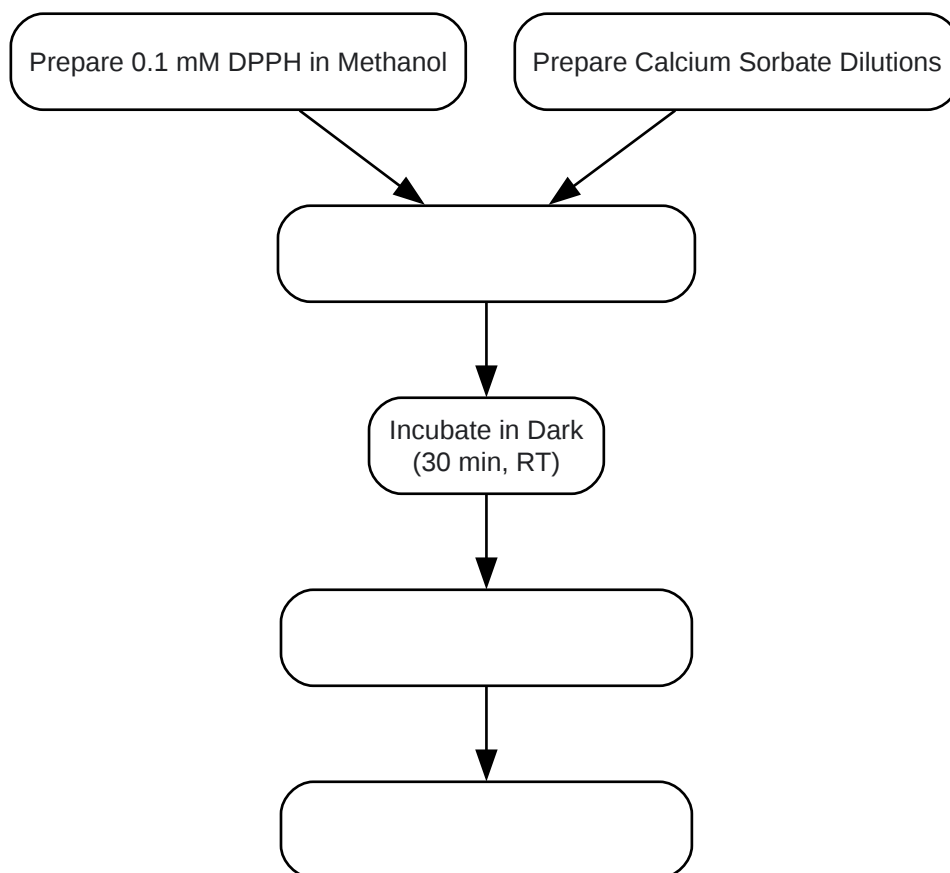 Prepare 0.1 mM DPPH in Methanol
Prepare Calcium Sorbate Dilutions
Incubate in Dark
(30 min, RT)